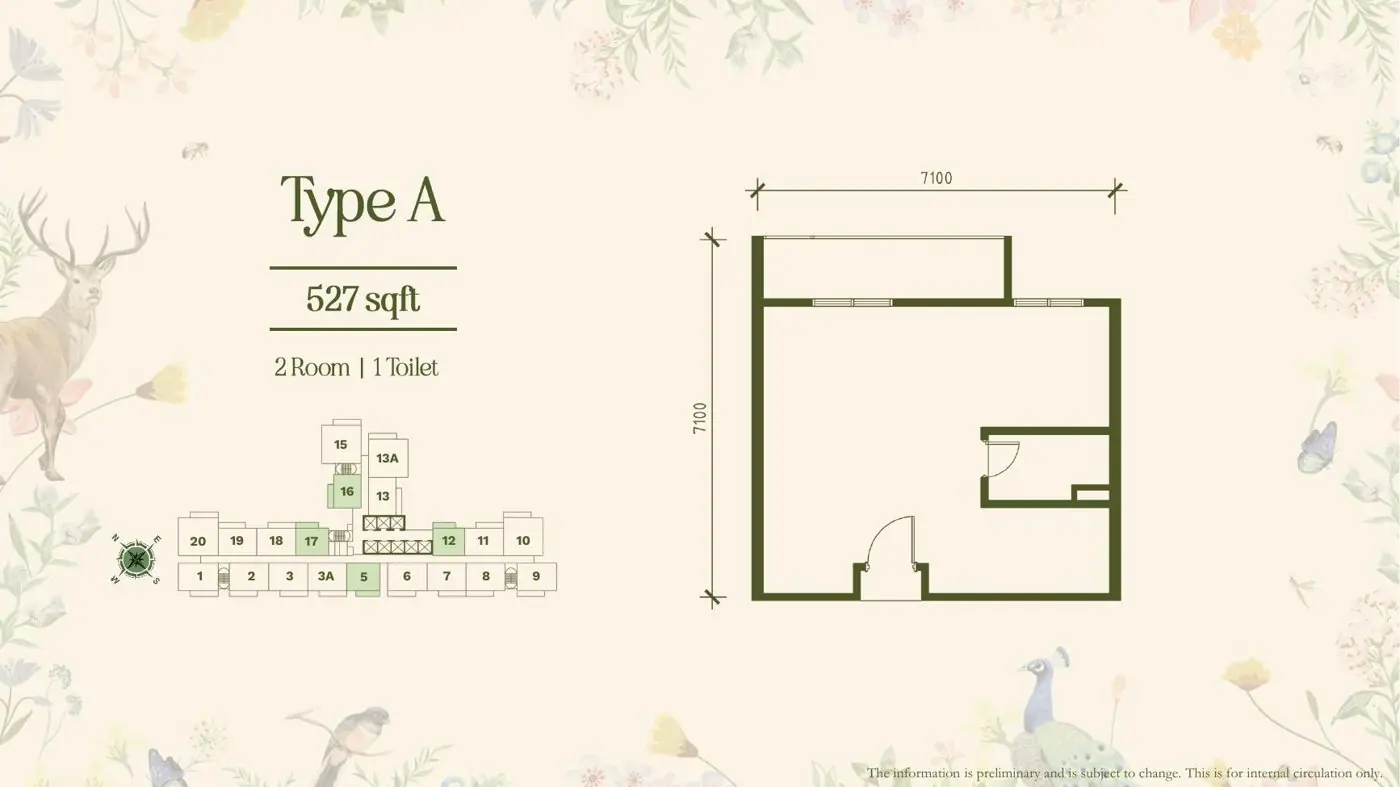 Type A
527 sqft
2 Room | 1 Toilet
15
13A
16
13
20
19
18
17
12
11
10
1
2
3
3A
5
6
7
8
9
N
E
W
S
7100
7100
The information is preliminary and is subject to change. This is for internal circulation only.